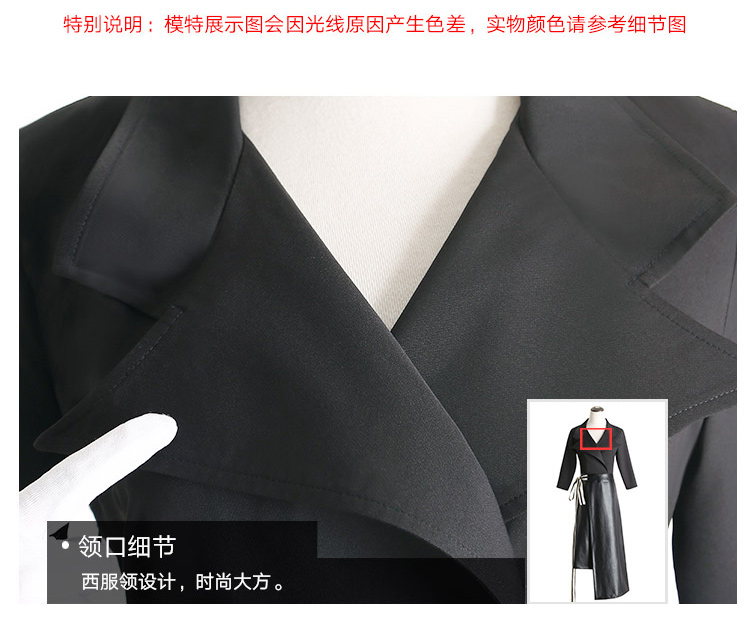 特别说明：模特展示图会因光线原因产生色差，实物颜色请参考细节图
• 领口细节
西服领设计，时尚大方。